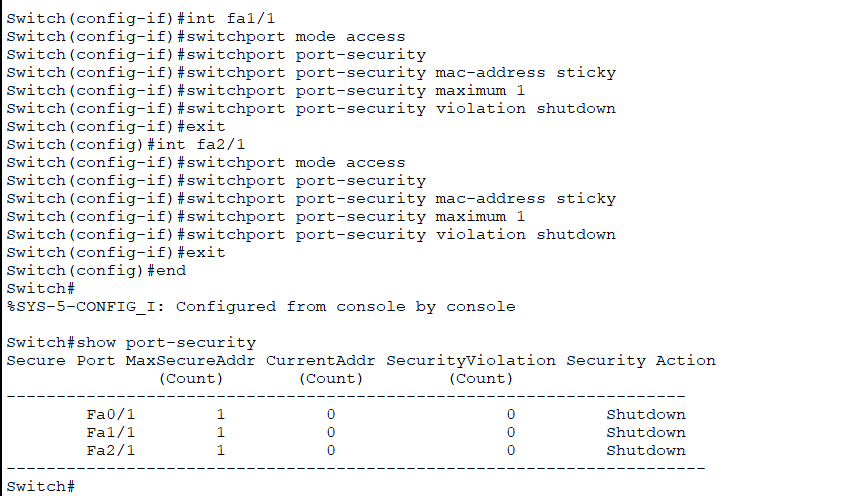 Switch(config-if)#int fa1/1
Switch(config-if)#switchport mode access
Switch(config-if)#switchport port-security
Switch(config-if)#switchport port-security mac-address sticky
Switch(config-if)#switchport port-security maximum 1
Switch(config-if)#switchport port-security violation shutdown
Switch(config-if)#exit
Switch(config)#int fa2/1
Switch(config-if)#switchport mode access
Switch(config-if)#switchport port-security
Switch(config-if)#switchport port-security mac-address sticky
Switch(config-if)#switchport port-security maximum 1
Switch(config-if)#switchport port-security violation shutdown
Switch(config-if)#exit
Switch(config)#end
Switch#
%SYS-5-CONFIG_I: Configured from console by console
Switch#show port-security
Secure Port MaxSecureAddr CurrentAddr SecurityViolation Security Action
(Count) (Count) (Count)
--------------------------------------------------------------------
Fa0/1 1 0 0 Shutdown
Fa1/1 1 0 0 Shutdown
Fa2/1 1 0 0 Shutdown
----------------------------------------------------------------------
Switch#